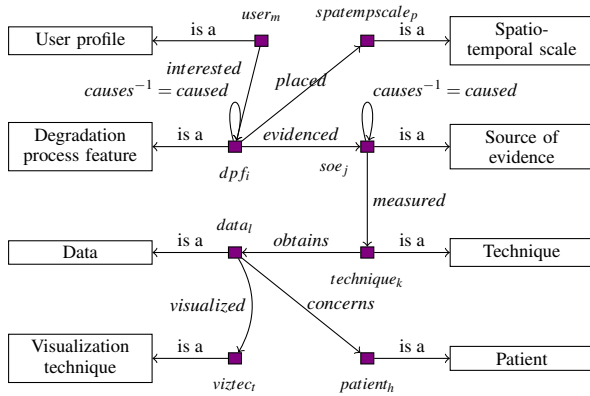 user_m
spatempscale_p
User profile
is a
is a
Spatio-
temporal scale
interested
placed
causes^{-1} = caused
causes^{-1} = caused
Degradation
process feature
is a
evidenced
is a
Source of
evidence
dpf_i
soe_j
measured
data_l
Data
is a
obtains
is a
Technique
technique_k
visualized
concerns
Visualization
technique
is a
is a
Patient
viztec_t
patient_h